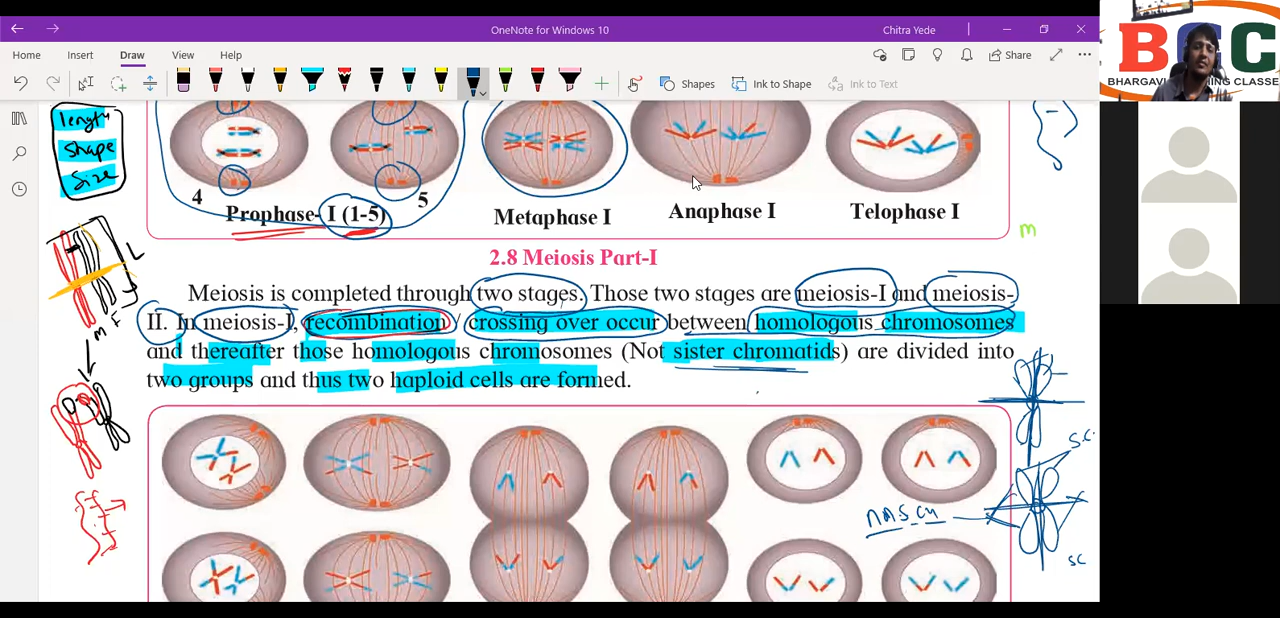 OneNote for Windows 10
Chitra Yede
Home Insert Draw View Help
Share
Shapes
Ink to Shape
Ink to Text
BGC
length
Shape
Size
4
5
Prophase- I (1-5)
Metaphase I
Anaphase I
Telophase I
m
2.8 Meiosis Part-I
Meiosis is completed through two stages. Those two stages are meiosis-I and meiosis-
II. In meiosis-I, recombination / crossing over occur between homologous chromosomes
and thereafter those homologous chromosomes (Not sister chromatids) are divided into
two groups and thus two haploid cells are formed.
L
M F
S.C.
SC